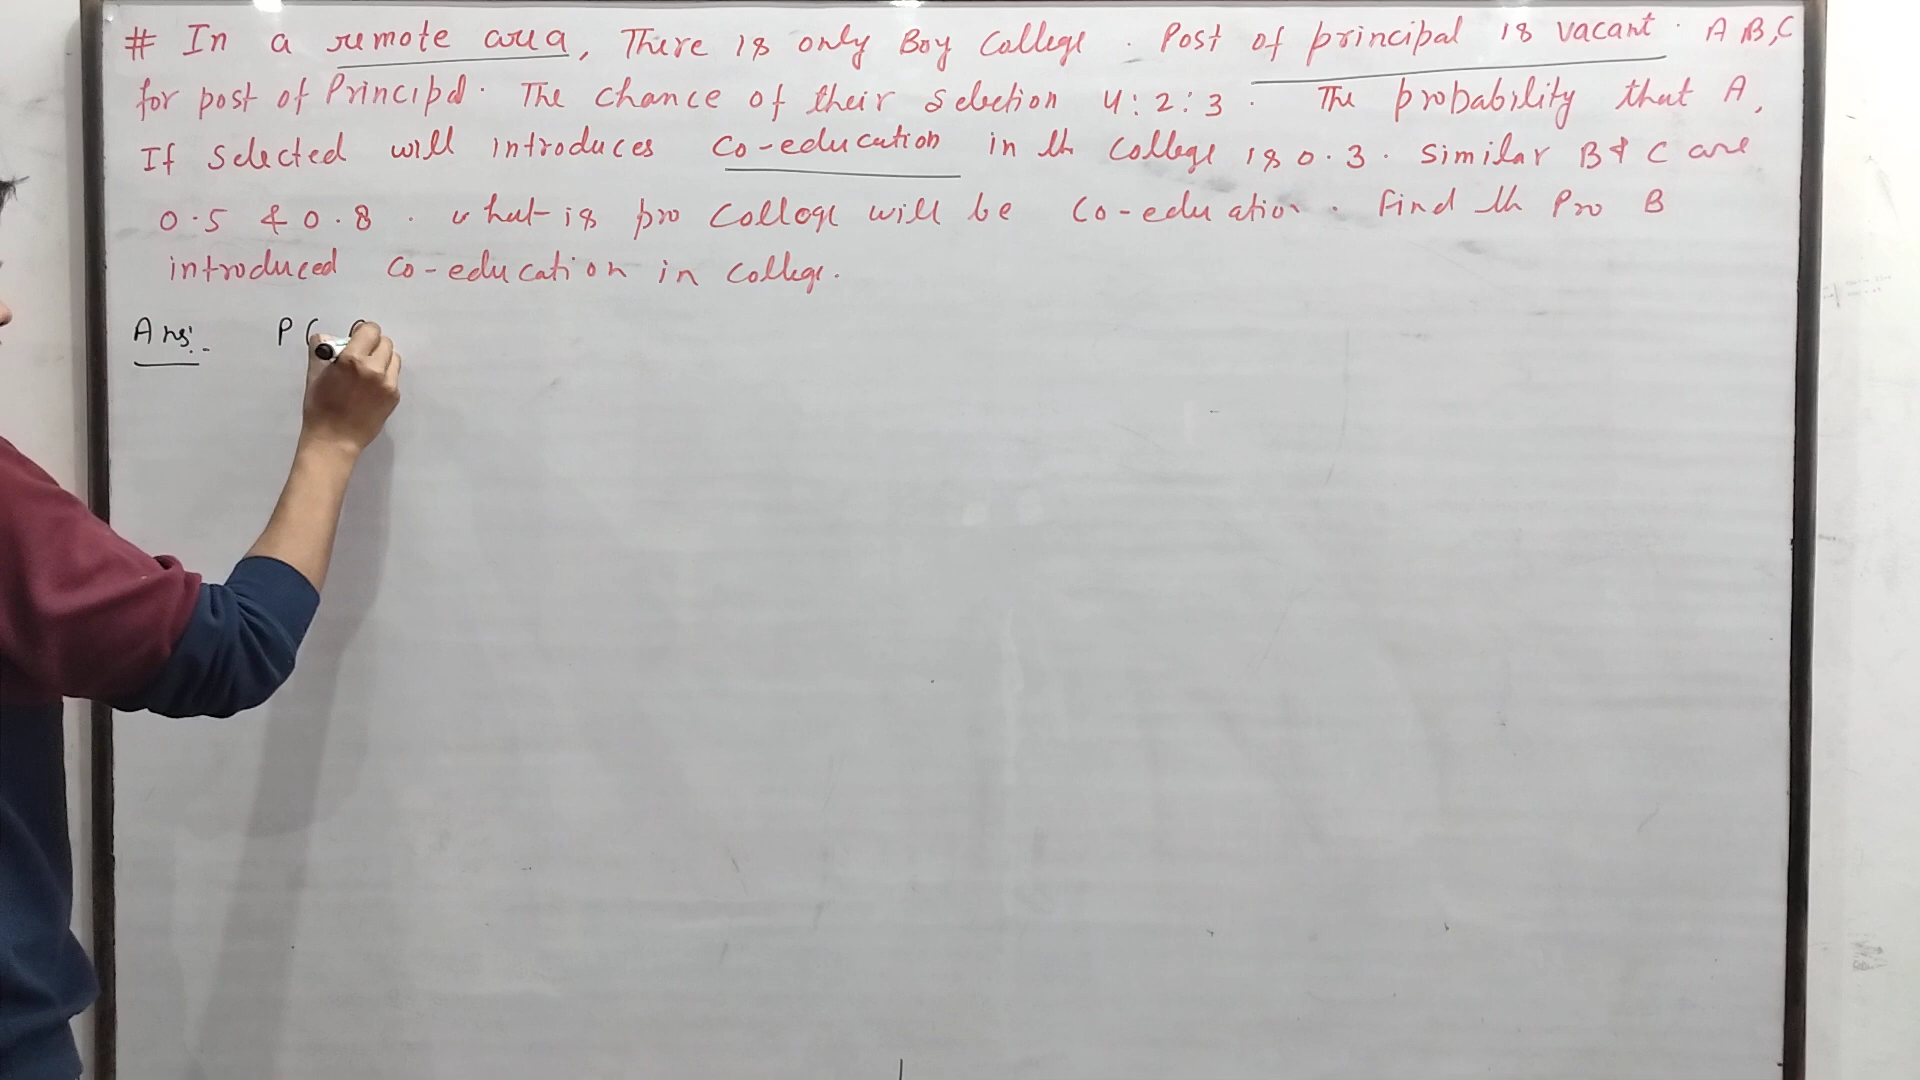 # In a remote area, There is only Boy College . Post of principal is vacant . A B,C
for post of Principal. The chance of their selection 4:2:3 . The probability that A,
If selected will introduces co-education in th college is 0.3. Similar B & C are
0.5 & 0.8 . what is pro college will be co-education . Find th Pro B
introduced co-education in college.
Ans:- P(